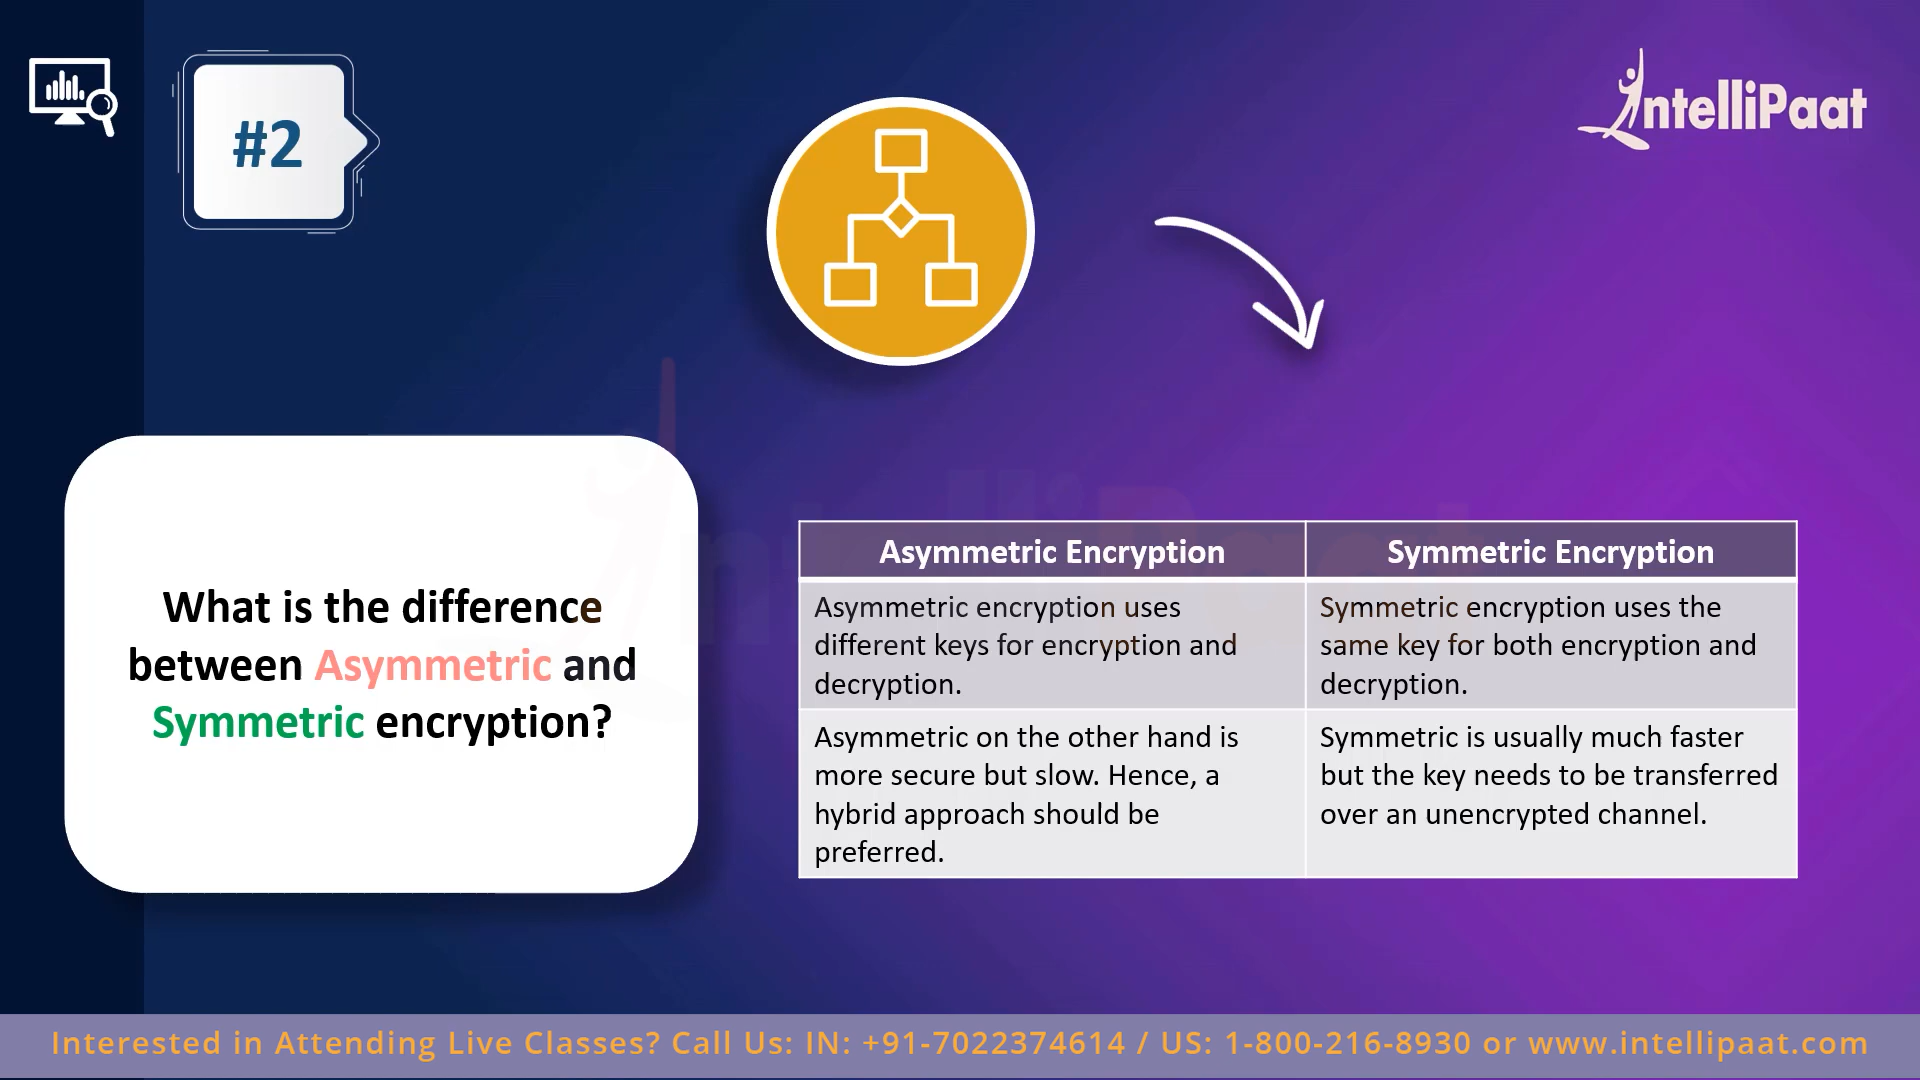 #2
IntelliPaat
What is the difference
between Asymmetric and
Symmetric encryption?
Asymmetric Encryption
Symmetric Encryption
Asymmetric encryption uses
different keys for encryption and
decryption.
Symmetric encryption uses the
same key for both encryption and
decryption.
Asymmetric on the other hand is
more secure but slow. Hence, a
hybrid approach should be
preferred.
Symmetric is usually much faster
but the key needs to be transferred
over an unencrypted channel.
IntelliPaat
Interested in Attending Live Classes? Call Us: IN: +91-7022374614 / US: 1-800-216-8930 or www.intellipaat.com